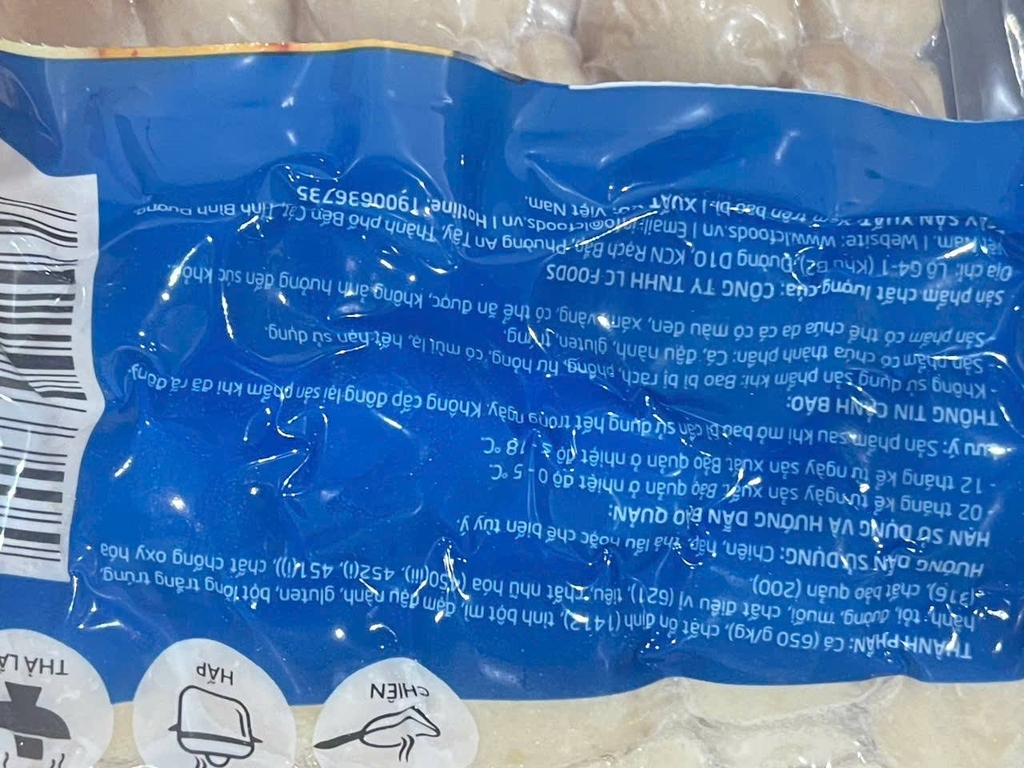 CHIÊN
HẤP
THẢ LẨ
THÀNH PHẦN: Cá (650 g/kg), chất ổn định (1412), tinh bột mì, đạm đậu nành, gluten, bột lòng trắng trứng,
hành, tỏi, đường, muối, chất điều vị (621), tiêu, chất nhũ hóa (450(iii), 452(i), 451(i)), chất chống oxy hóa
(316), chất bảo quản (200).
HƯỚNG DẪN SỬ DỤNG: Chiên, hấp, thả lẩu hoặc chế biến tùy ý.
HẠN SỬ DỤNG VÀ HƯỚNG DẪN BẢO QUẢN:
- 02 tháng kể từ ngày sản xuất. Bảo quản ở nhiệt độ 0 - 5 °C
- 12 tháng kể từ ngày sản xuất. Bảo quản ở nhiệt độ ≤ - 18 °C
Lưu ý: Sản phẩm sau khi mở bao bì cần sử dụng hết trong ngày. Không cấp đông lại sản phẩm khi đã rã đông.
THÔNG TIN CẢNH BÁO:
- Không sử dụng sản phẩm khi: Bao bì bị rách, phồng, hư hỏng, có mùi lạ, hết hạn sử dụng.
- Sản phẩm có chứa thành phần: Cá, đậu nành, gluten, trứng.
Sản phẩm có thể chứa da cá có màu đen, xám, vàng, có thể ăn được, không ảnh hưởng đến sức khỏe
Sản phẩm chất lượng của: CÔNG TY TNHH LC FOODS
Địa chỉ: Lô G4-1 (Khu B2), Đường D10, KCN Rạch Bắp, Phường An Tây, Thành phố Bến Cát, Tỉnh Bình Dương
Việt Nam. | Website: www.lcfoods.vn | Email: info@lcfoods.vn | Hotline: 1900636735
SẢN XUẤT: Xem trên bao bì | XUẤT Việt Nam.